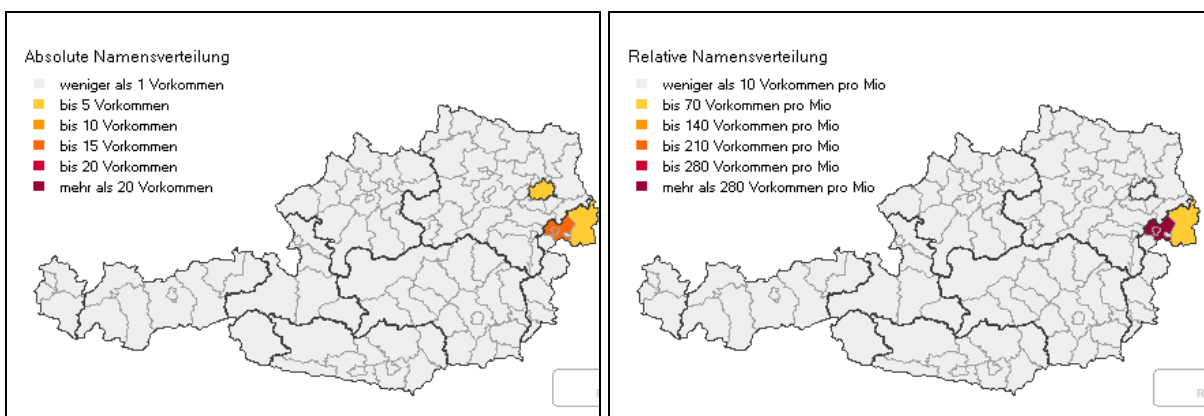 Absolute Namensverteilung
weniger als 1 Vorkommen
bis 5 Vorkommen
bis 10 Vorkommen
bis 15 Vorkommen
bis 20 Vorkommen
mehr als 20 Vorkommen
Relative Namensverteilung
weniger als 10 Vorkommen pro Mio
bis 70 Vorkommen pro Mio
bis 140 Vorkommen pro Mio
bis 210 Vorkommen pro Mio
bis 280 Vorkommen pro Mio
mehr als 280 Vorkommen pro Mio